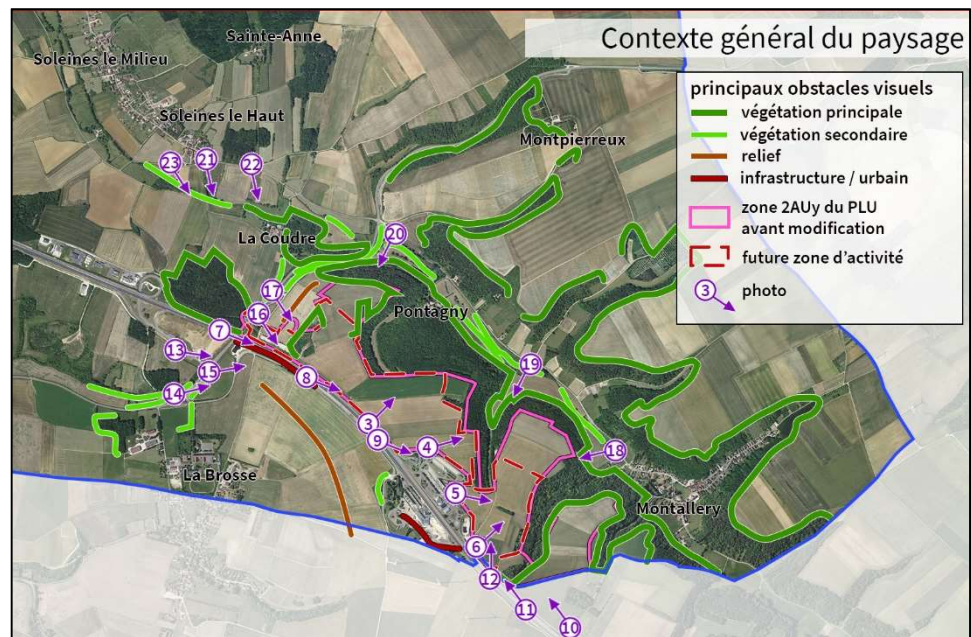 Contexte général du paysage
principaux obstacles visuels
végétation principale
végétation secondaire
relief
infrastructure / urbain
zone 2AUy du PLU
avant modification
future zone d'activité
3 photo
Sainte-Anne
Soleines le Milieu
Soleines le Haut
Montpierreux
23 21 22
La Coudre
20
17
Pontagny
16
7
13
15
8
19
14
3
9
4
18
La Brosse
5
Montallery
6
12
11
10